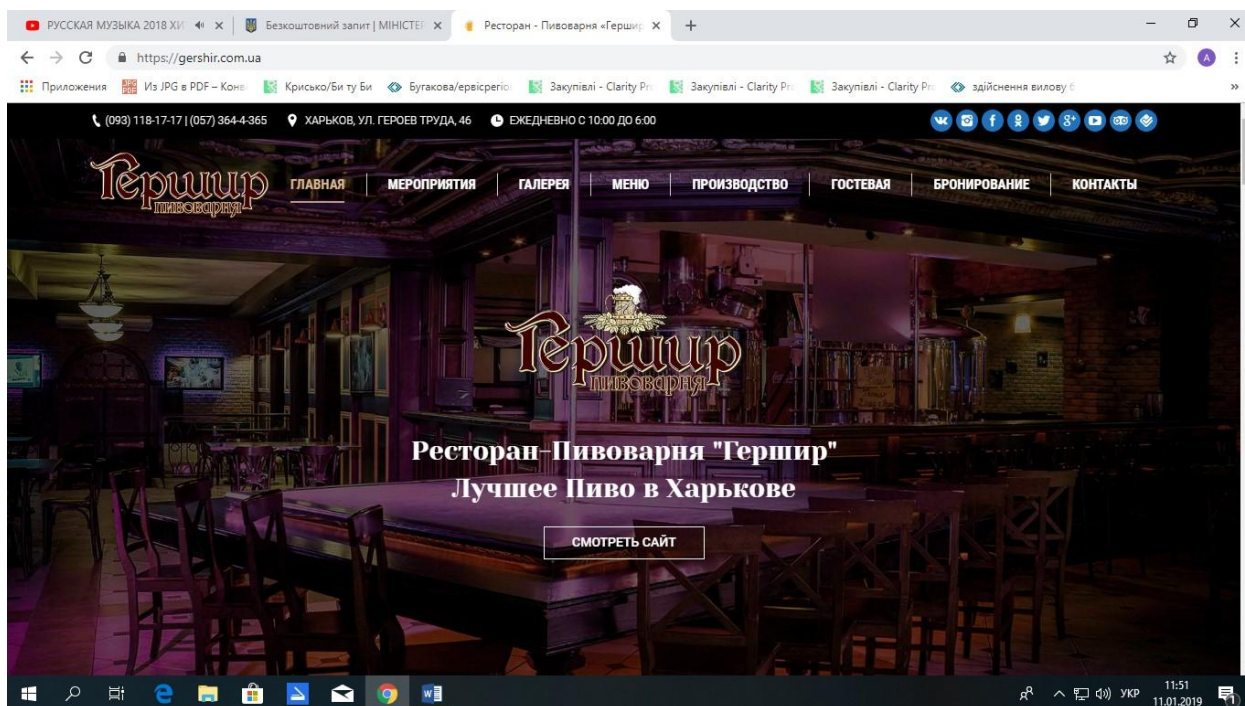 РУССКАЯ МУЗЫКА 2018 ХИ
Безкоштовний запит | МІНІСТЕР
Ресторан - Пивоварня «Гершир
https://gershir.com.ua
A
Приложения
Из JPG в PDF – Конв
Крисько/Би ту Би
Бугакова/ервісрегіо
Закупівлі - Clarity Pro
Закупівлі - Clarity Pro
Закупівлі - Clarity Pro
здійснення вилову б
(093) 118-17-17 | (057) 364-4-365
ХАРЬКОВ, УЛ. ГЕРОЕВ ТРУДА, 46
ЕЖЕДНЕВНО С 10:00 ДО 6:00
Гершир
пивоварня
ГЛАВНАЯ
МЕРОПРИЯТИЯ
ГАЛЕРЕЯ
МЕНЮ
ПРОИЗВОДСТВО
ГОСТЕВАЯ
БРОНИРОВАНИЕ
КОНТАКТЫ
Гершир
пивоварня
Ресторан-Пивоварня "Гершир"
Лучшее Пиво в Харькове
СМОТРЕТЬ САЙТ
УКР
11:51
11.01.2019